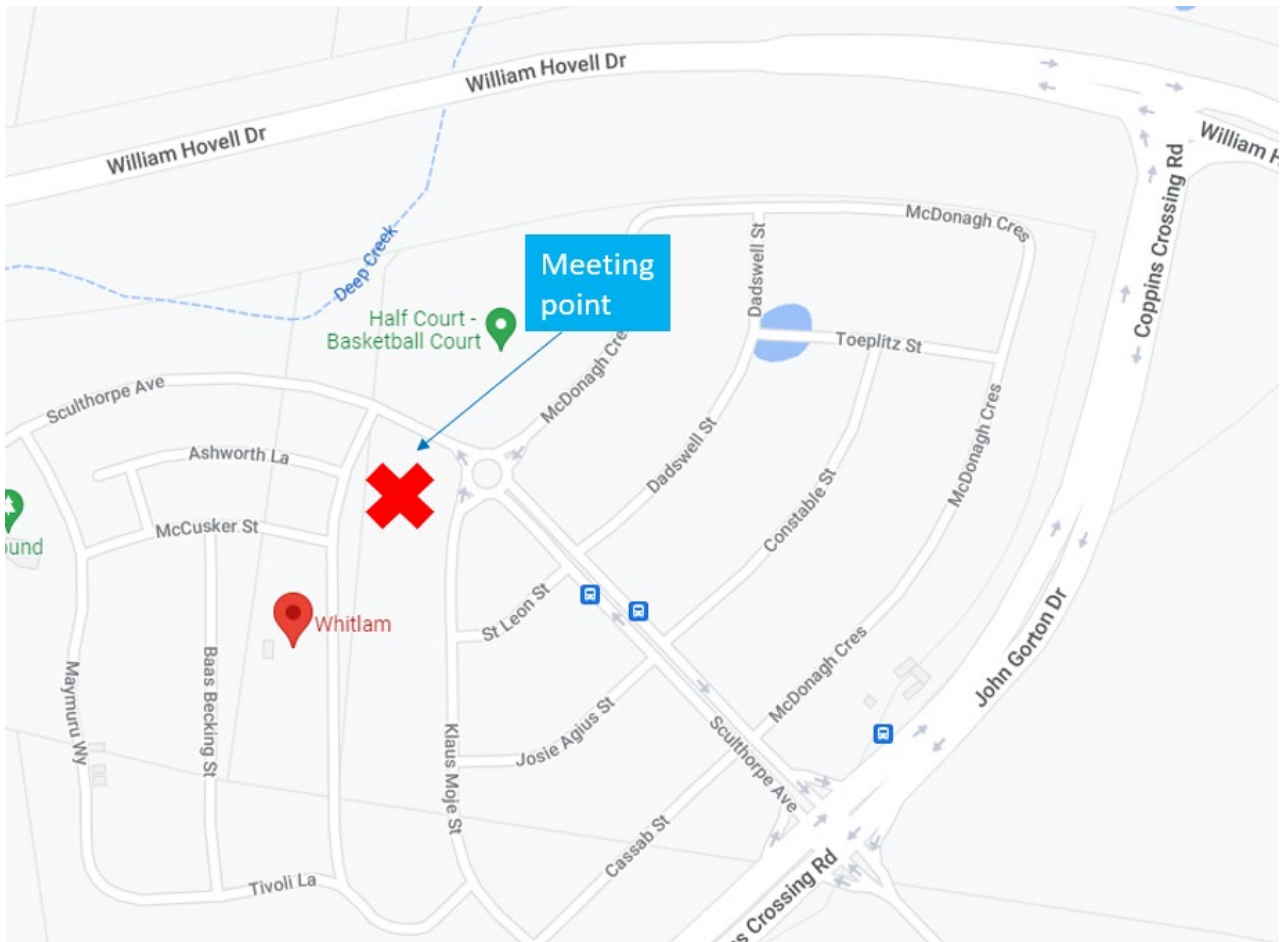 William Hovell Dr
William Hovell Dr
William H
Coppins Crossing Rd
McDonagh Cres
Dadswell St
Deep Creek
Meeting
point
Half Court -
Basketball Court
McDonagh Cre
Toeplitz St
Sculthorpe Ave
McDonagh Cres
Ashworth La
Dadswell St
Constable St
McCusker St
ound
St Leon St
Whitlam
John Gorton Dr
McDonagh Cres
Maymuru Wy
Baas Becking St
Klaus Moje St
Josie Agius St
Sculthorpe Ave
Cassab St
Tivoli La
s Crossing Rd